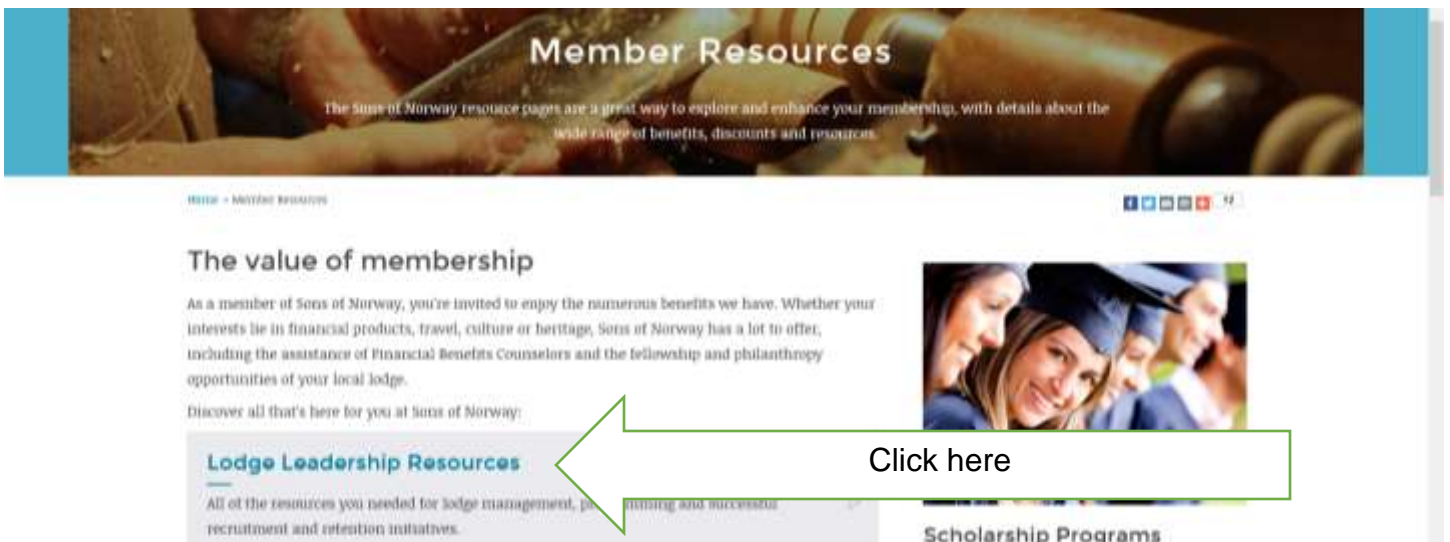 Member Resources
The Sons of Norway resource pages are a great way to explore and enhance your membership, with details about the
wide range of benefits, discounts and resources.
Home » Member Resources
12
The value of membership
As a member of Sons of Norway, you're invited to enjoy the numerous benefits we have. Whether your
interests lie in financial products, travel, culture or heritage, Sons of Norway has a lot to offer,
including the assistance of Financial Benefits Counselors and the fellowship and philanthropy
opportunities of your local lodge.
Discover all that's here for you at Sons of Norway:
Lodge Leadership Resources
Click here
All of the resources you needed for lodge management, and successful
recruitment and retention initiatives.
Scholarship Programs